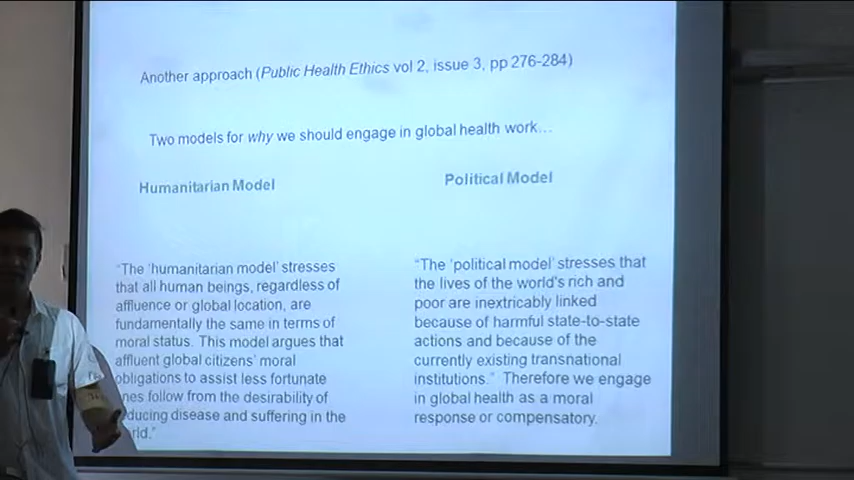 Another approach (Public Health Ethics vol 2, issue 3, pp 276-284)
Two models for why we should engage in global health work…
Humanitarian Model
Political Model
"The 'humanitarian model' stresses
that all human beings, regardless of
affluence or global location, are
fundamentally the same in terms of
moral status. This model argues that
affluent global citizens' moral
obligations to assist less fortunate
follow from the desirability of
disease and suffering in the
"The 'political model' stresses that
the lives of the world's rich and
poor are inextricably linked
because of harmful state-to-state
actions and because of the
currently existing transnational
institutions." Therefore we engage
in global health as a moral
response or compensatory.